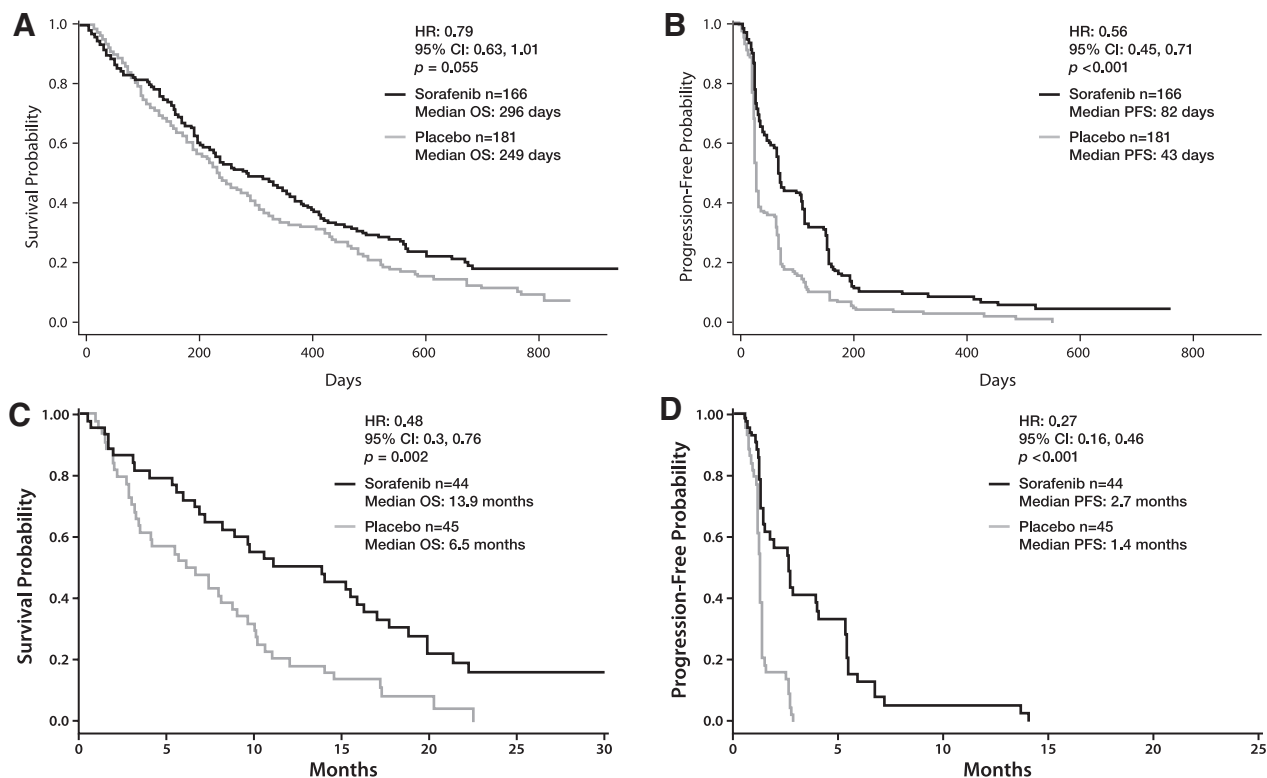 A
Survival Probability
1.0
0.8
0.6
0.4
0.2
0.0
0 200 400 600 800
Days
HR: 0.79
95% CI: 0.63, 1.01
p = 0.055
Sorafenib n=166
Median OS: 296 days
Placebo n=181
Median OS: 249 days
B
Progression-Free Probability
1.0
0.8
0.6
0.4
0.2
0.0
0 200 400 600 800
Days
HR: 0.56
95% CI: 0.45, 0.71
p <0.001
Sorafenib n=166
Median PFS: 82 days
Placebo n=181
Median PFS: 43 days
C
Survival Probability
1.00
0.8
0.6
0.4
0.2
0.0
0 5 10 15 20 25 30
Months
HR: 0.48
95% CI: 0.3, 0.76
p = 0.002
Sorafenib n=44
Median OS: 13.9 months
Placebo n=45
Median OS: 6.5 months
D
Progression-Free Probability
1.00
0.8
0.6
0.4
0.2
0.0
0 5 10 15 20 25
Months
HR: 0.27
95% CI: 0.16, 0.46
p <0.001
Sorafenib n=44
Median PFS: 2.7 months
Placebo n=45
Median PFS: 1.4 months